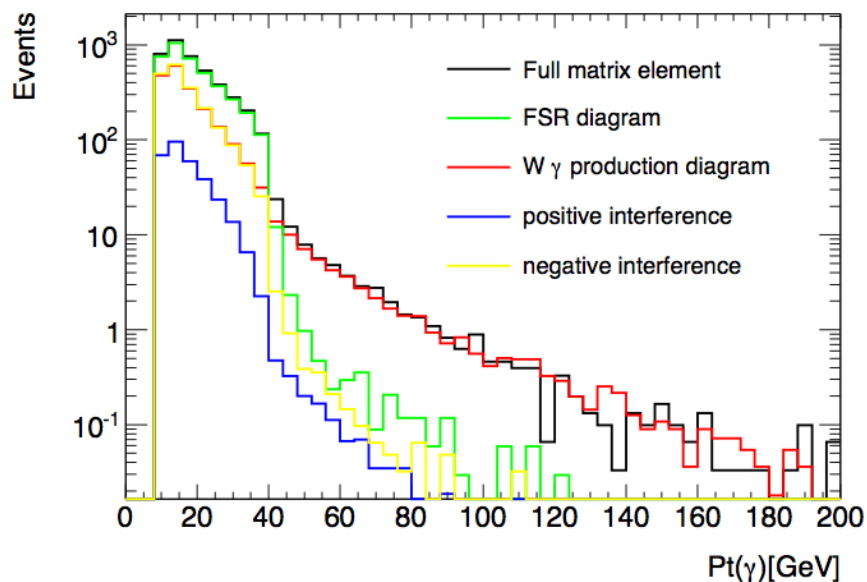 Events
10³
10²
10
1
10⁻¹
Full matrix element
FSR diagram
W γ production diagram
positive interference
negative interference
0 20 40 60 80 100 120 140 160 180 200
Pt(γ)[GeV]